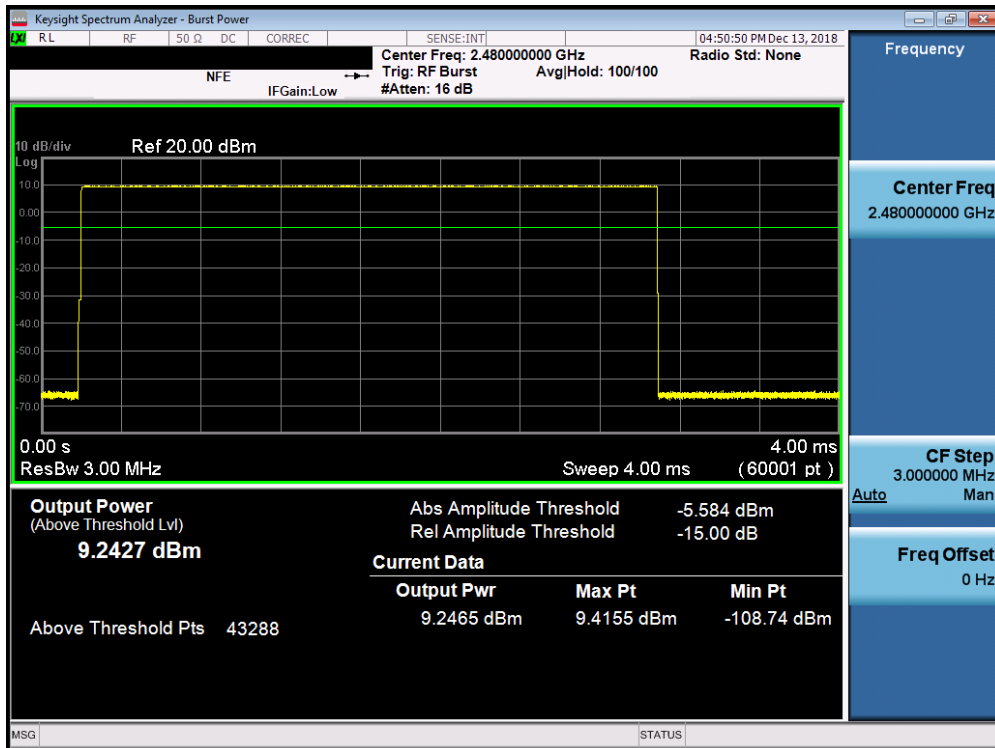 Keysight Spectrum Analyzer - Burst Power
LXI RL RF 50 Ω DC CORREC SENSE:INT 04:50:50 PM Dec 13, 2018
Center Freq: 2.480000000 GHz Radio Std: None
NFE Trig: RF Burst Avg|Hold: 100/100
IFGain:Low #Atten: 16 dB
10 dB/div Ref 20.00 dBm
Log
10.0
0.00
-10.0
-20.0
-30.0
-40.0
-50.0
-60.0
-70.0
0.00 s 4.00 ms
ResBw 3.00 MHz Sweep 4.00 ms (60001 pt)
Output Power
(Above Threshold Lvl)
9.2427 dBm
Above Threshold Pts 43288
Abs Amplitude Threshold -5.584 dBm
Rel Amplitude Threshold -15.00 dB
Current Data
Output Pwr Max Pt Min Pt
9.2465 dBm 9.4155 dBm -108.74 dBm
Frequency
Center Freq
2.480000000 GHz
CF Step
3.000000 MHz
Auto Man
Freq Offset
0 Hz
MSG STATUS